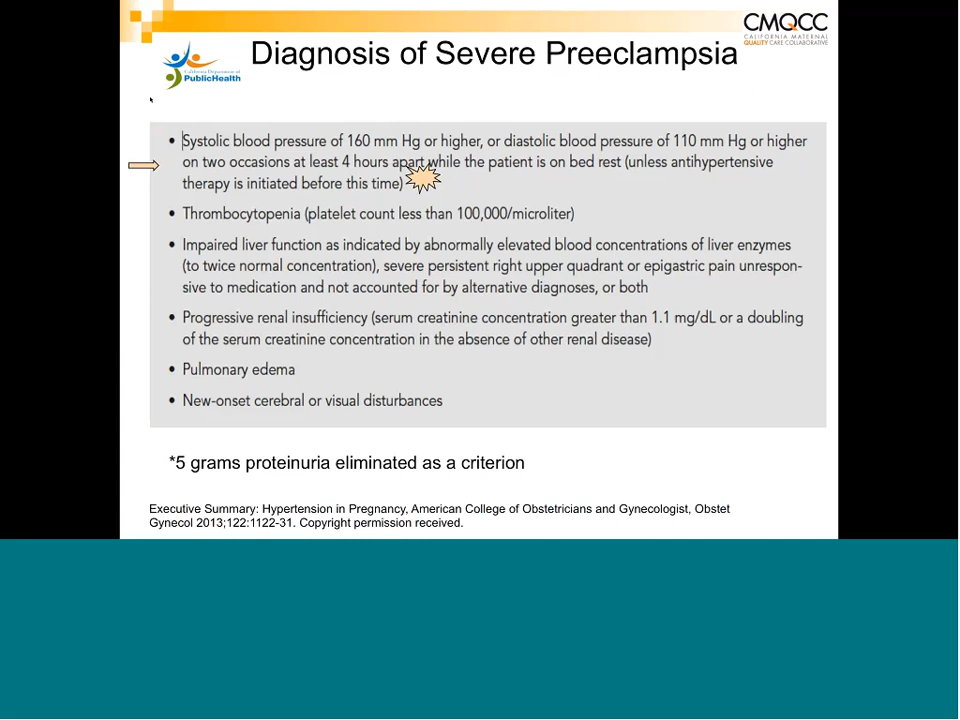 CMQCC
CALIFORNIA MATERNAL
QUALITY CARE COLLABORATIVE
Diagnosis of Severe Preeclampsia
California Department of
PublicHealth
• Systolic blood pressure of 160 mm Hg or higher, or diastolic blood pressure of 110 mm Hg or higher
on two occasions at least 4 hours apart while the patient is on bed rest (unless antihypertensive
therapy is initiated before this time)
• Thrombocytopenia (platelet count less than 100,000/microliter)
• Impaired liver function as indicated by abnormally elevated blood concentrations of liver enzymes
(to twice normal concentration), severe persistent right upper quadrant or epigastric pain unrespon-
sive to medication and not accounted for by alternative diagnoses, or both
• Progressive renal insufficiency (serum creatinine concentration greater than 1.1 mg/dL or a doubling
of the serum creatinine concentration in the absence of other renal disease)
• Pulmonary edema
• New-onset cerebral or visual disturbances
*5 grams proteinuria eliminated as a criterion
Executive Summary: Hypertension in Pregnancy, American College of Obstetricians and Gynecologist, Obstet
Gynecol 2013;122:1122-31. Copyright permission received.